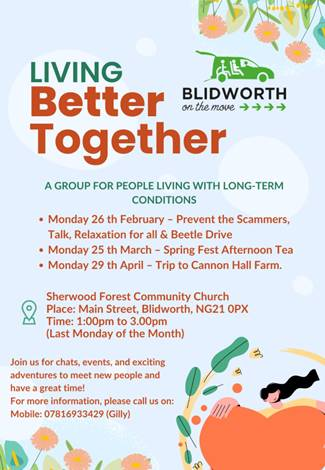 LIVING
Better
Together
BLIDWORTH
on the move
A GROUP FOR PEOPLE LIVING WITH LONG-TERM
CONDITIONS
• Monday 26 th February – Prevent the Scammers,
Talk, Relaxation for all & Beetle Drive
• Monday 25 th March – Spring Fest Afternoon Tea
• Monday 29 th April – Trip to Cannon Hall Farm.
Sherwood Forest Community Church
Place: Main Street, Blidworth, NG21 0PX
Time: 1:00pm to 3.00pm
(Last Monday of the Month)
Join us for chats, events, and exciting
adventures to meet new people and
have a great time!
For more information, please call us on:
Mobile: 07816933429 (Gilly)